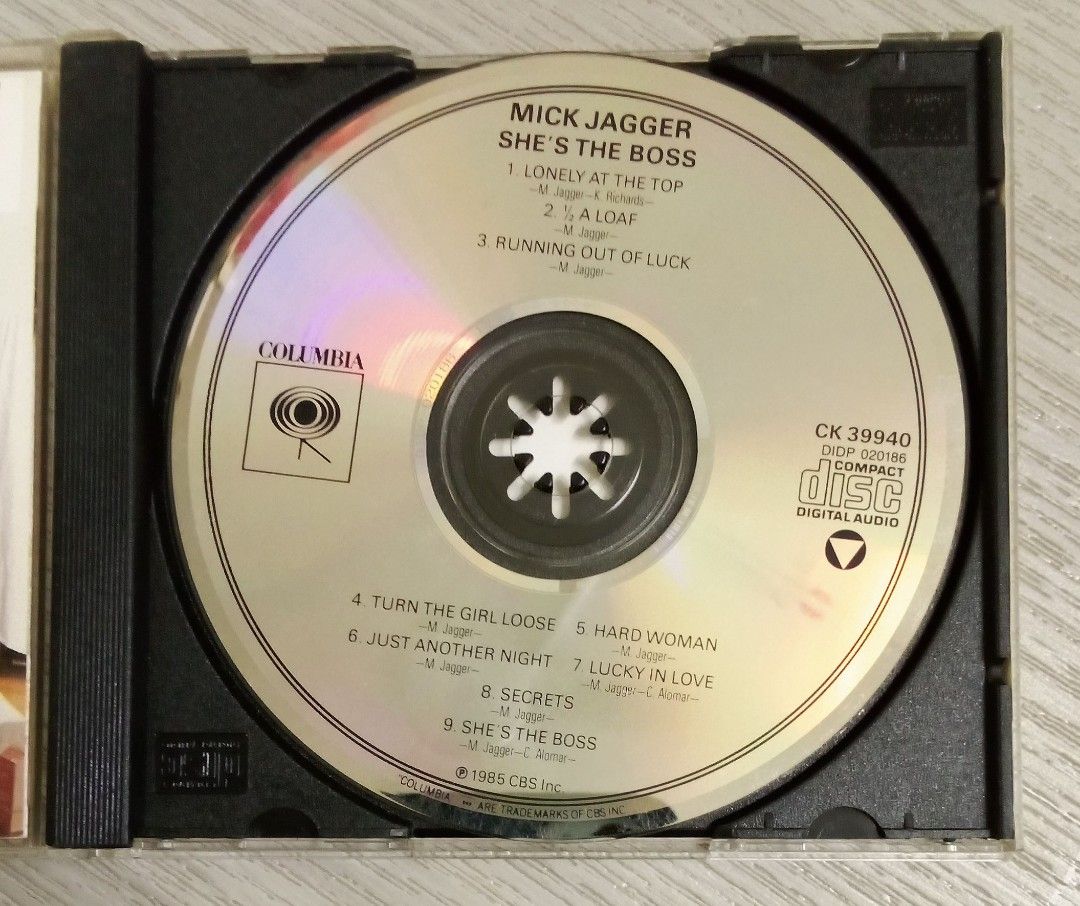 MICK JAGGER
SHE'S THE BOSS
1. LONELY AT THE TOP
—M. Jagger—K. Richards—
2. ½ A LOAF
—M. Jagger—
3. RUNNING OUT OF LUCK
—M. Jagger—
COLUMBIA
CK 39940
DIDP 020186
COMPACT
disc
DIGITAL AUDIO
4. TURN THE GIRL LOOSE
—M. Jagger—
5. HARD WOMAN
—M. Jagger—
6. JUST ANOTHER NIGHT
—M. Jagger—
7. LUCKY IN LOVE
—M. Jagger—C. Alomar—
8. SECRETS
—M. Jagger—
9. SHE'S THE BOSS
—M. Jagger—C. Alomar—
℗ 1985 CBS Inc.
"COLUMBIA ARE TRADEMARKS OF CBS INC.